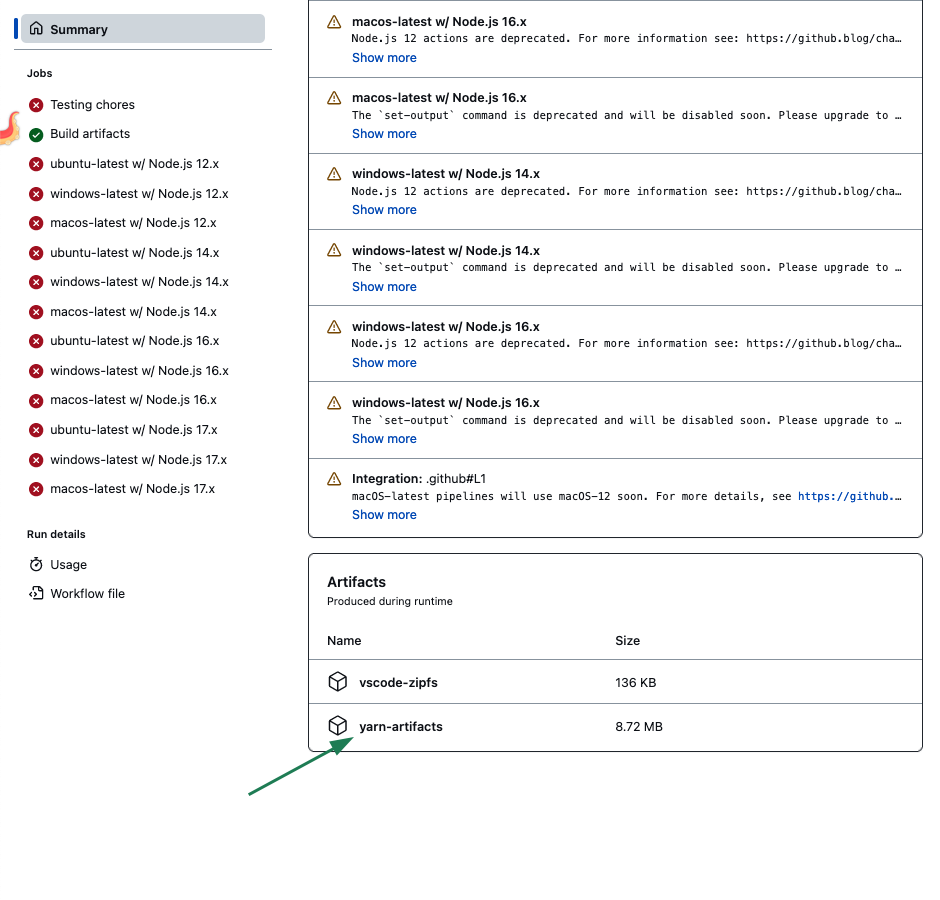 Summary
Jobs
Testing chores
Build artifacts
ubuntu-latest w/ Node.js 12.x
windows-latest w/ Node.js 12.x
macos-latest w/ Node.js 12.x
ubuntu-latest w/ Node.js 14.x
windows-latest w/ Node.js 14.x
macos-latest w/ Node.js 14.x
ubuntu-latest w/ Node.js 16.x
windows-latest w/ Node.js 16.x
macos-latest w/ Node.js 16.x
ubuntu-latest w/ Node.js 17.x
windows-latest w/ Node.js 17.x
macos-latest w/ Node.js 17.x
Run details
Usage
Workflow file
macos-latest w/ Node.js 16.x
Node.js 12 actions are deprecated. For more information see: https://github.blog/cha…
Show more
macos-latest w/ Node.js 16.x
The `set-output` command is deprecated and will be disabled soon. Please upgrade to …
Show more
windows-latest w/ Node.js 14.x
Node.js 12 actions are deprecated. For more information see: https://github.blog/cha…
Show more
windows-latest w/ Node.js 14.x
The `set-output` command is deprecated and will be disabled soon. Please upgrade to …
Show more
windows-latest w/ Node.js 16.x
Node.js 12 actions are deprecated. For more information see: https://github.blog/cha…
Show more
windows-latest w/ Node.js 16.x
The `set-output` command is deprecated and will be disabled soon. Please upgrade to …
Show more
Integration: .github#L1
macOS-latest pipelines will use macOS-12 soon. For more details, see https://github.…
Show more
Artifacts
Produced during runtime
Name Size
vscode-zipfs 136 KB
yarn-artifacts 8.72 MB